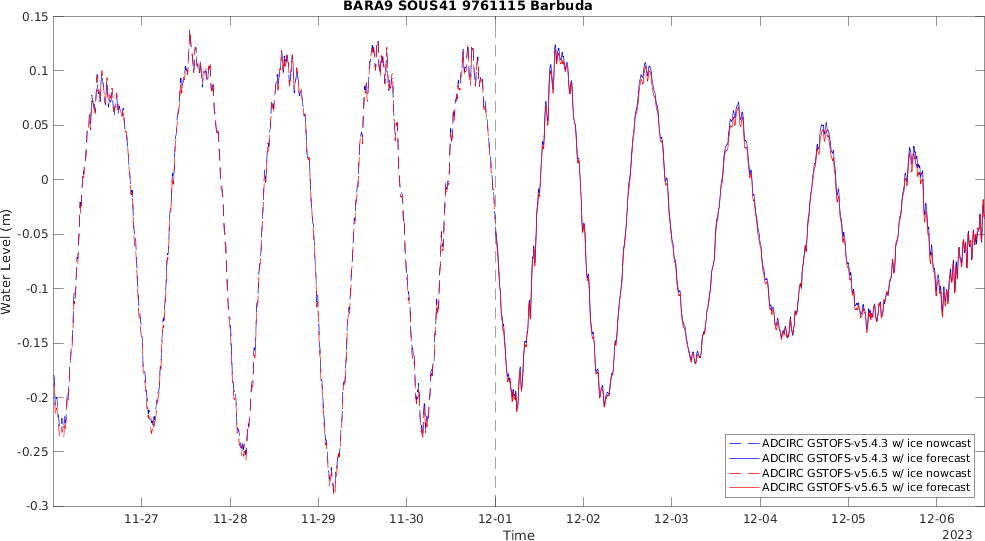 BARA9 SOUS41 9761115 Barbuda
0.15
0.1
0.05
0
-0.05
-0.1
-0.15
-0.2
-0.25
-0.3
Water Level (m)
ADCIRC GSTOFS-v5.4.3 w/ ice nowcast
ADCIRC GSTOFS-v5.4.3 w/ ice forecast
ADCIRC GSTOFS-v5.6.5 w/ ice nowcast
ADCIRC GSTOFS-v5.6.5 w/ ice forecast
11-27 11-28 11-29 11-30 12-01 12-02 12-03 12-04 12-05 12-06
Time 2023